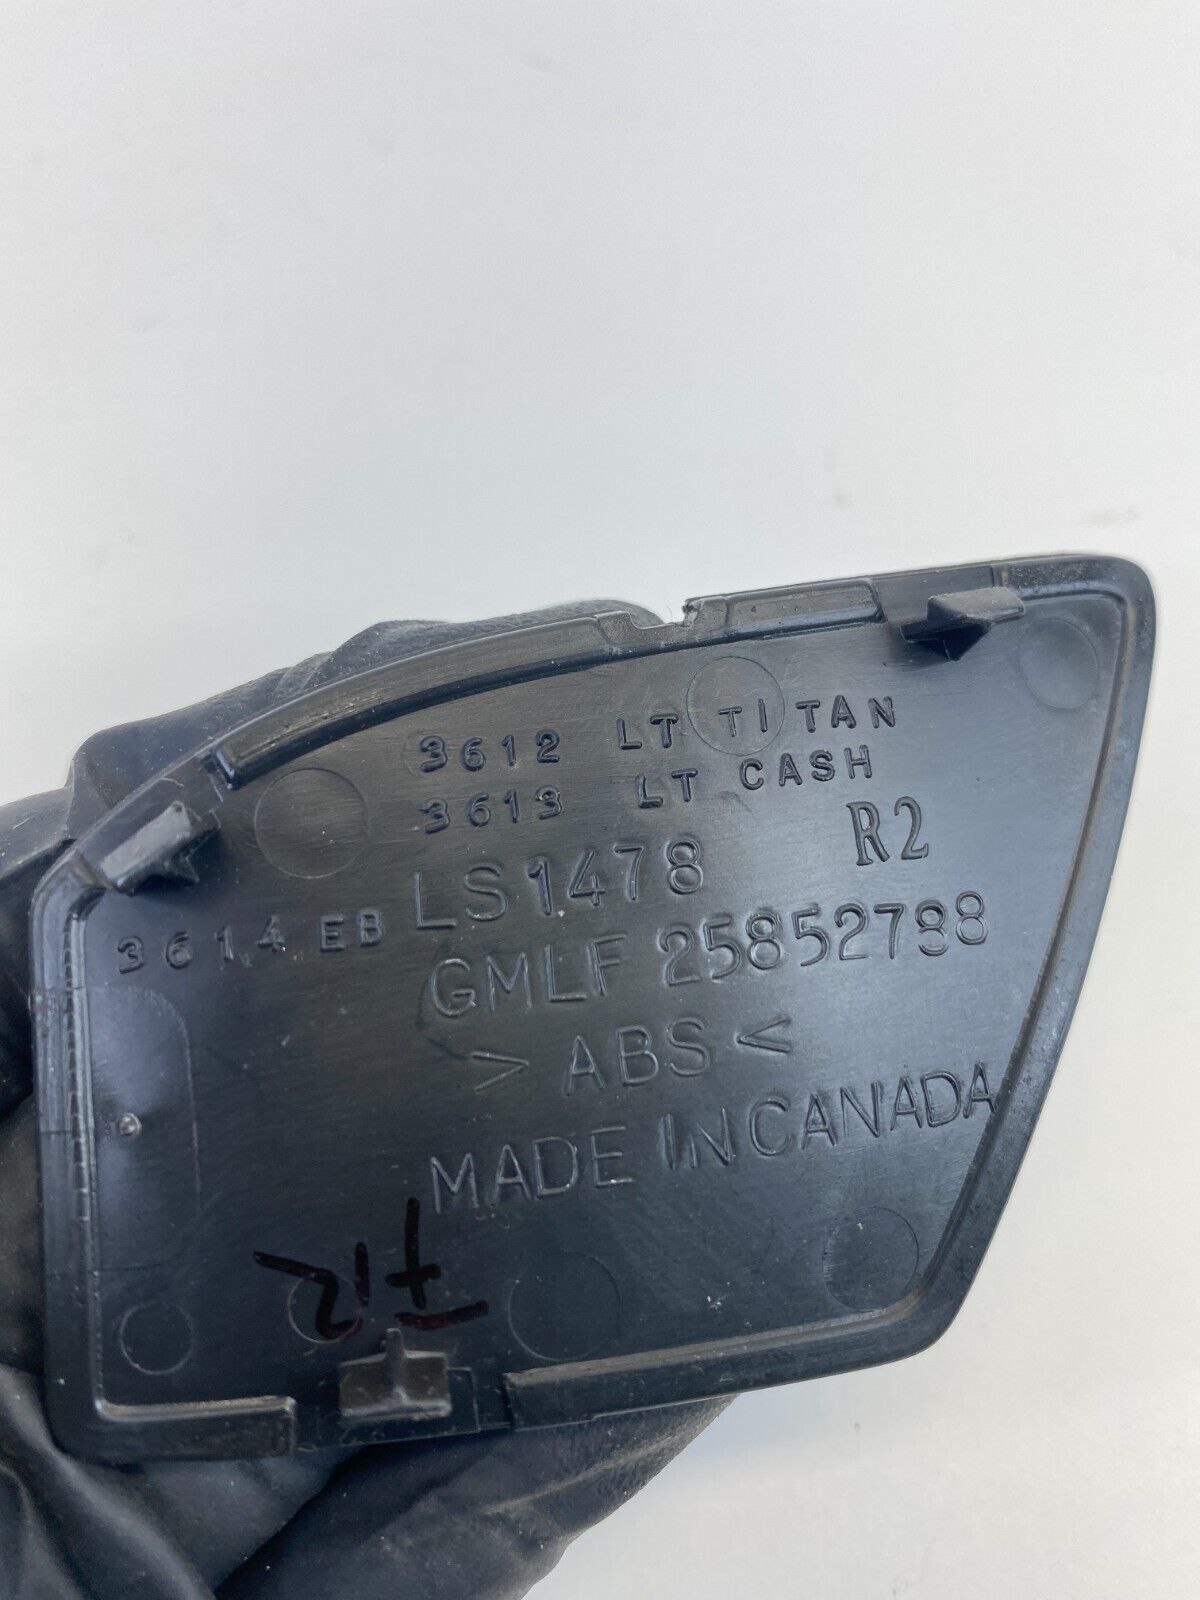 3612 LT TITAN
3613 LT CASH
LS1478 R2
3614 EB
GMLF 25852788
> ABS <
MADE IN CANADA